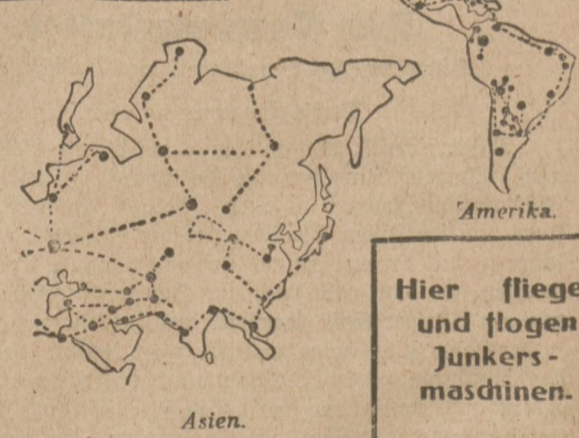 Amerika.
Hier fliege
und flogen
Junkers-
maschinen.
Asien.